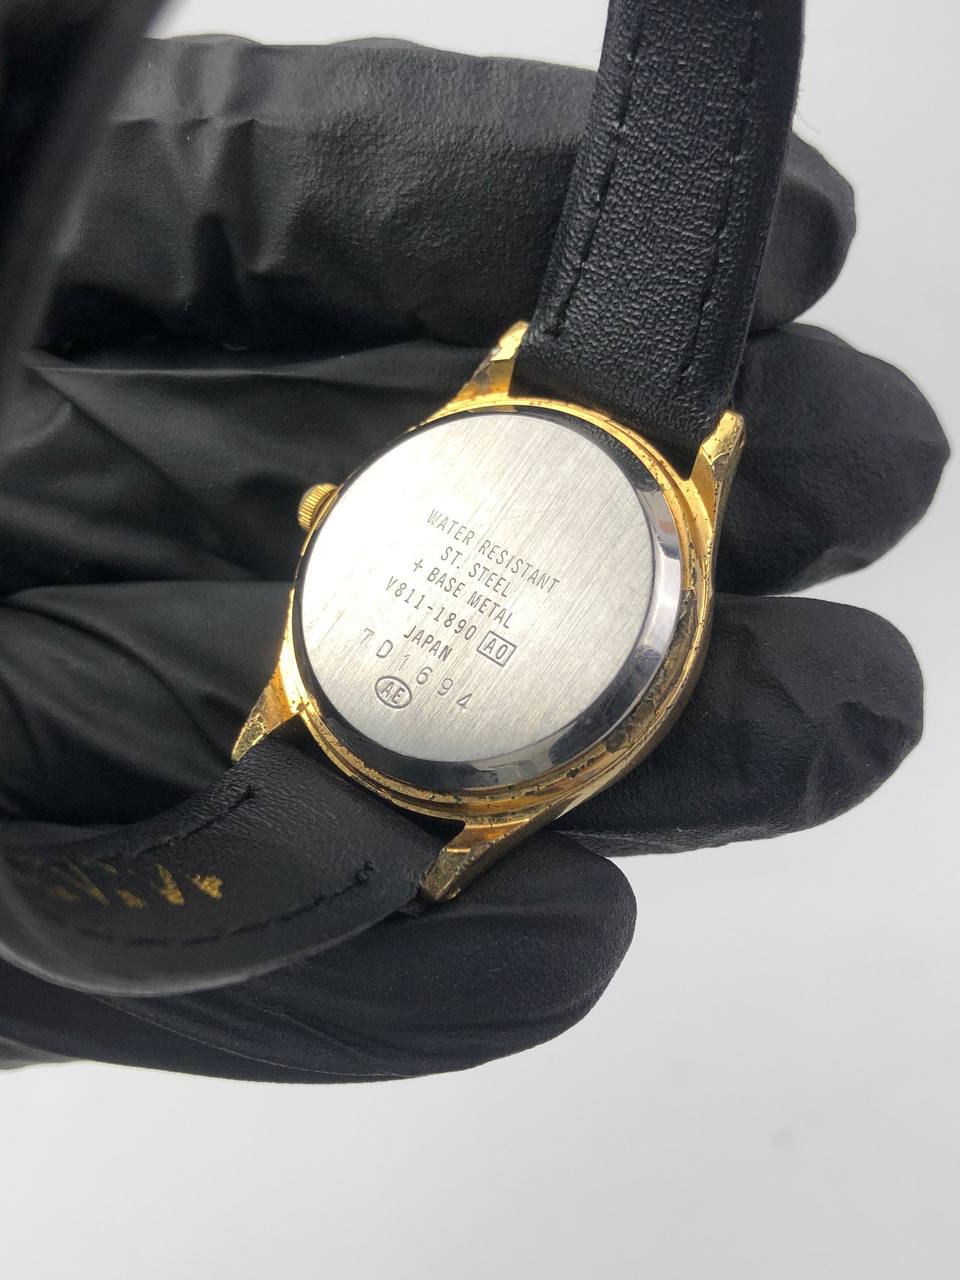 WATER RESISTANT
ST. STEEL
+ BASE METAL
V811-1890 A0
JAPAN
7D1694
AE